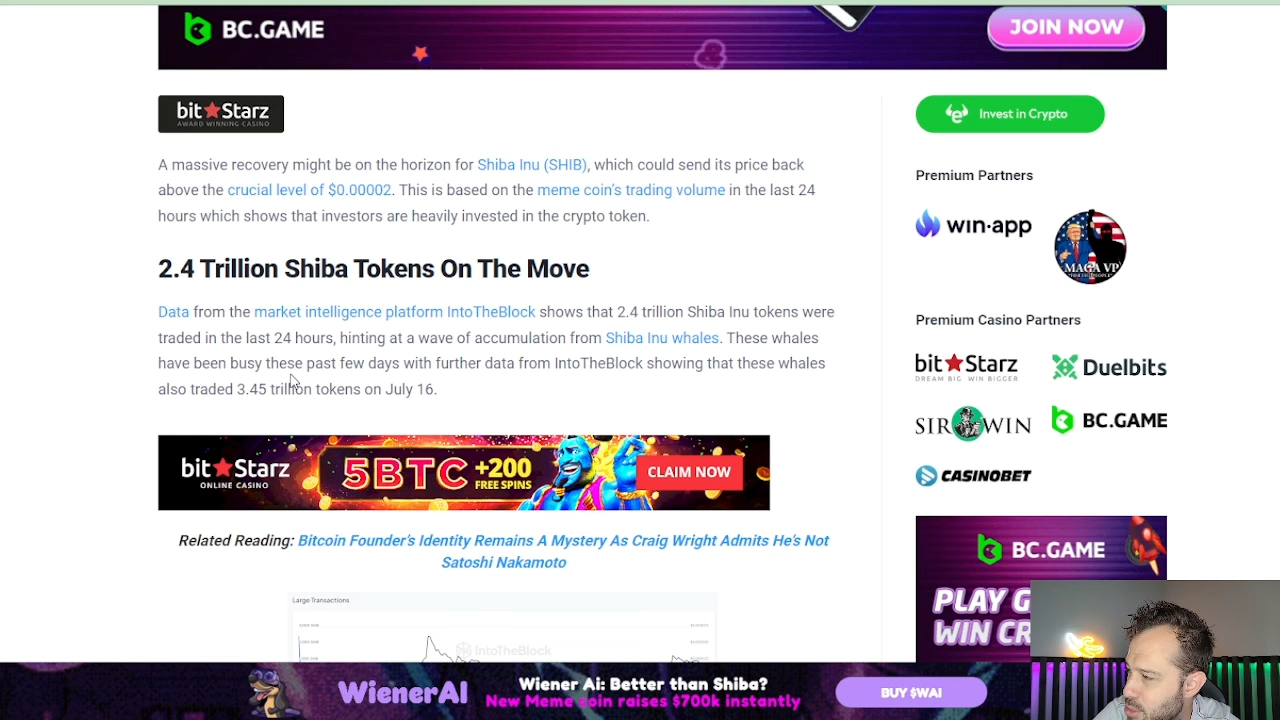 BC.GAME
JOIN NOW
bit★Starz
AWARD WINNING CASINO
A massive recovery might be on the horizon for Shiba Inu (SHIB), which could send its price back
above the crucial level of $0.00002. This is based on the meme coin's trading volume in the last 24
hours which shows that investors are heavily invested in the crypto token.
2.4 Trillion Shiba Tokens On The Move
Data from the market intelligence platform IntoTheBlock shows that 2.4 trillion Shiba Inu tokens were
traded in the last 24 hours, hinting at a wave of accumulation from Shiba Inu whales. These whales
have been busy these past few days with further data from IntoTheBlock showing that these whales
also traded 3.45 trillion tokens on July 16.
bit★Starz
ONLINE CASINO
5BTC +200
FREE SPINS
CLAIM NOW
Related Reading: Bitcoin Founder's Identity Remains A Mystery As Craig Wright Admits He's Not
Satoshi Nakamoto
Large Transactions
IntoTheBlock
Invest in Crypto
Premium Partners
win·app
MAGA VP
Premium Casino Partners
bit★Starz
DREAM BIG WIN BIGGER
Duelbits
SIR WIN
BC.GAME
CASINOBET
BC.GAME
PLAY G
WIN CR
WienerAI
Wiener Ai: Better than Shiba?
New Meme coin raises $700k instantly
BUY $WAI